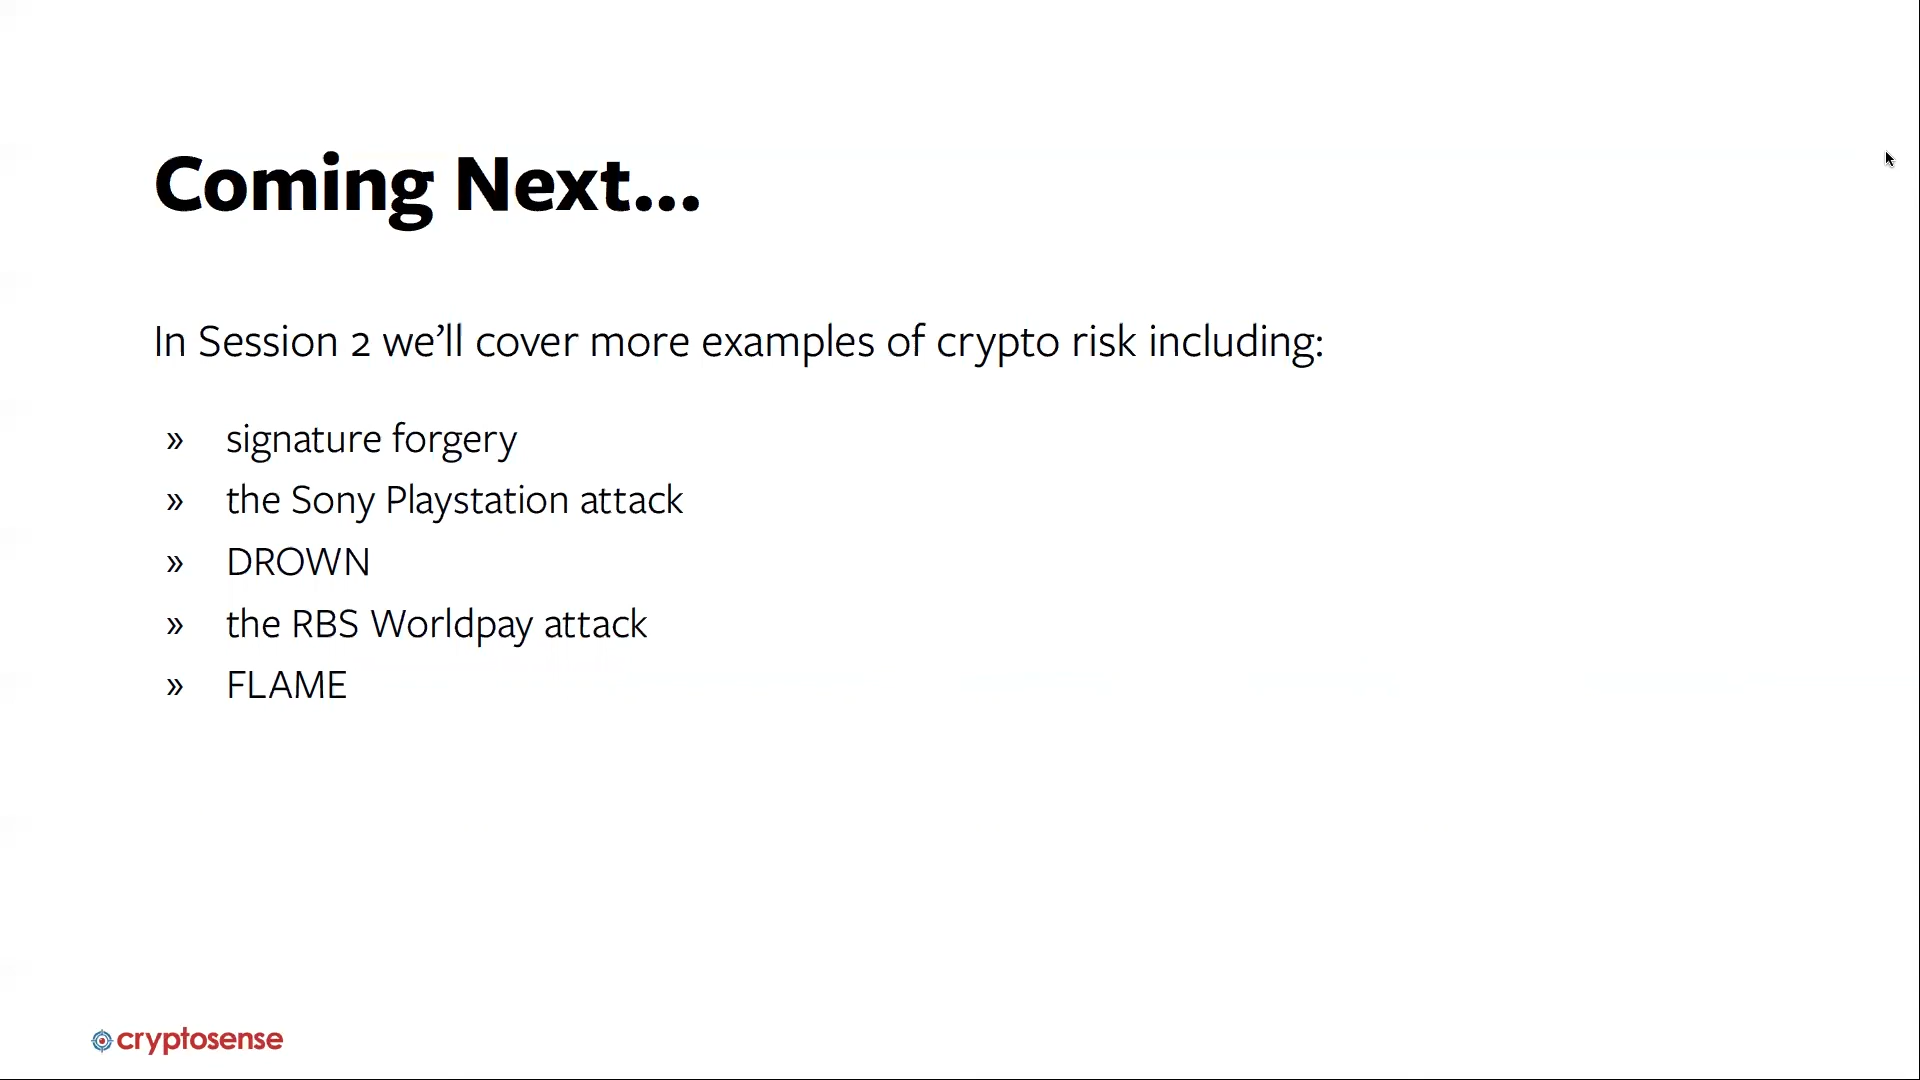 Coming Next...
In Session 2 we’ll cover more examples of crypto risk including:
» signature forgery
» the Sony Playstation attack
» DROWN
» the RBS Worldpay attack
» FLAME
cryptosense